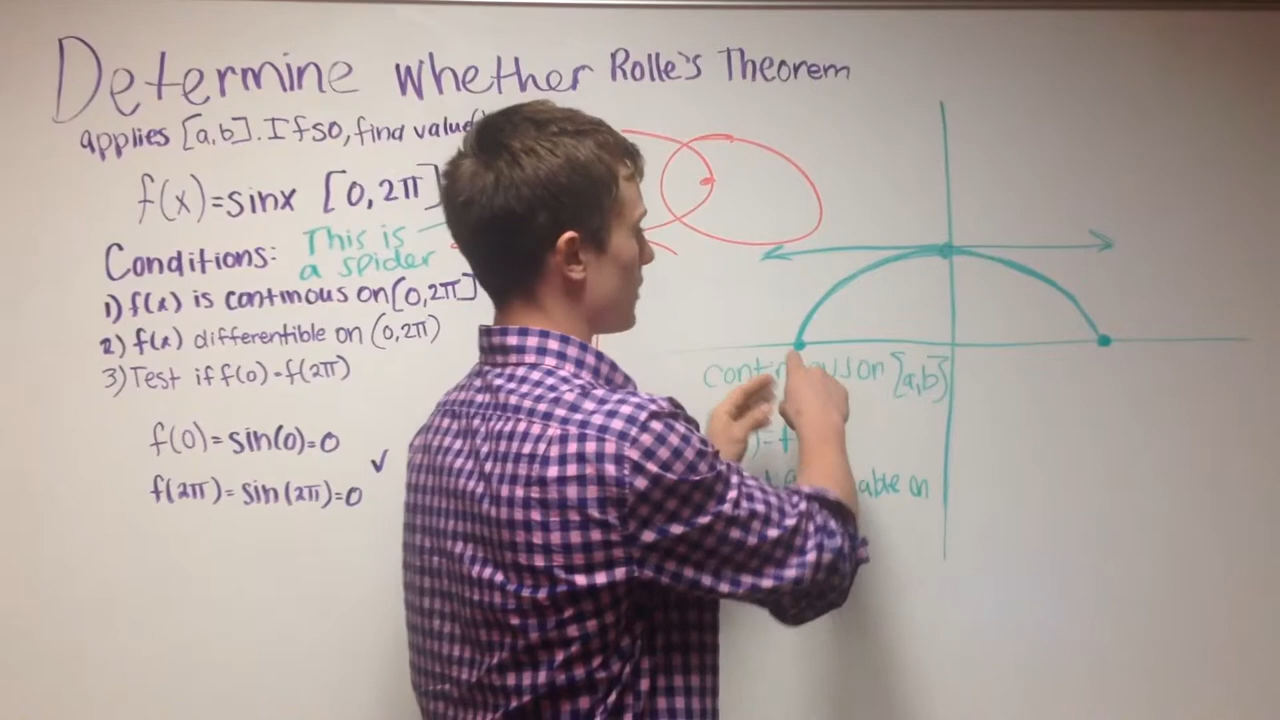 Determine whether Rolle's Theorem
applies [a,b]. If so, find value
f(x)=sinx [0,2π]
This is
a spider
Conditions:
1) f(x) is continous on [0,2π]
2) f(x) differentible on (0,2π)
3) Test if f(0)=f(2π)
f(0)=sin(0)=0
f(2π)=sin(2π)=0 ✓
on [a,b]
on